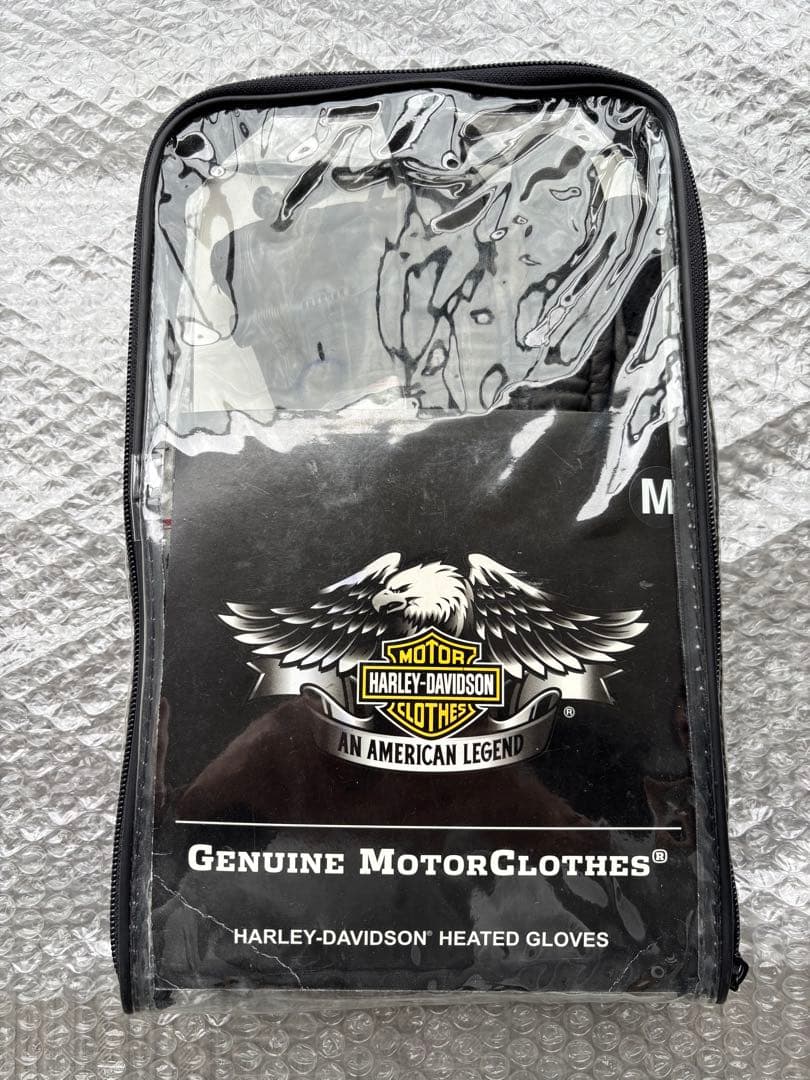 M
MOTOR
HARLEY-DAVIDSON
CLOTHES
®
AN AMERICAN LEGEND
GENUINE MOTORCLOTHES®
HARLEY-DAVIDSON® HEATED GLOVES